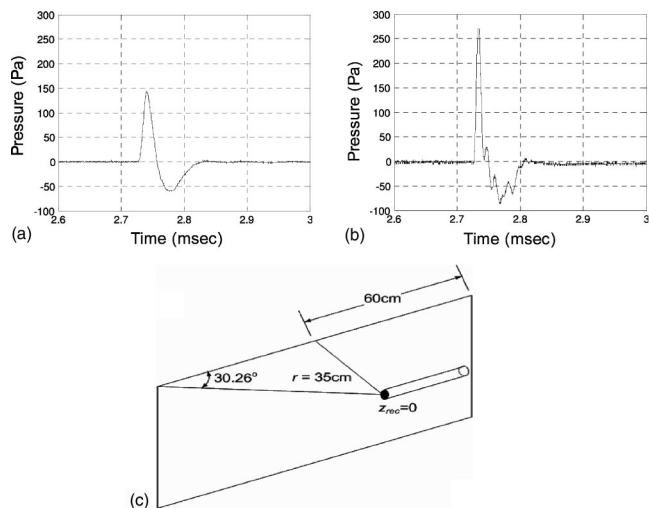 300
250
200
150
100
50
0
-50
-100
Pressure (Pa)
2.6
2.7
2.8
2.9
3
Time (msec)
(a)
300
250
200
150
100
50
0
-50
-100
Pressure (Pa)
2.6
2.7
2.8
2.9
3
Time (msec)
(b)
60cm
30.26°
r = 35cm
zrec=0
(c)